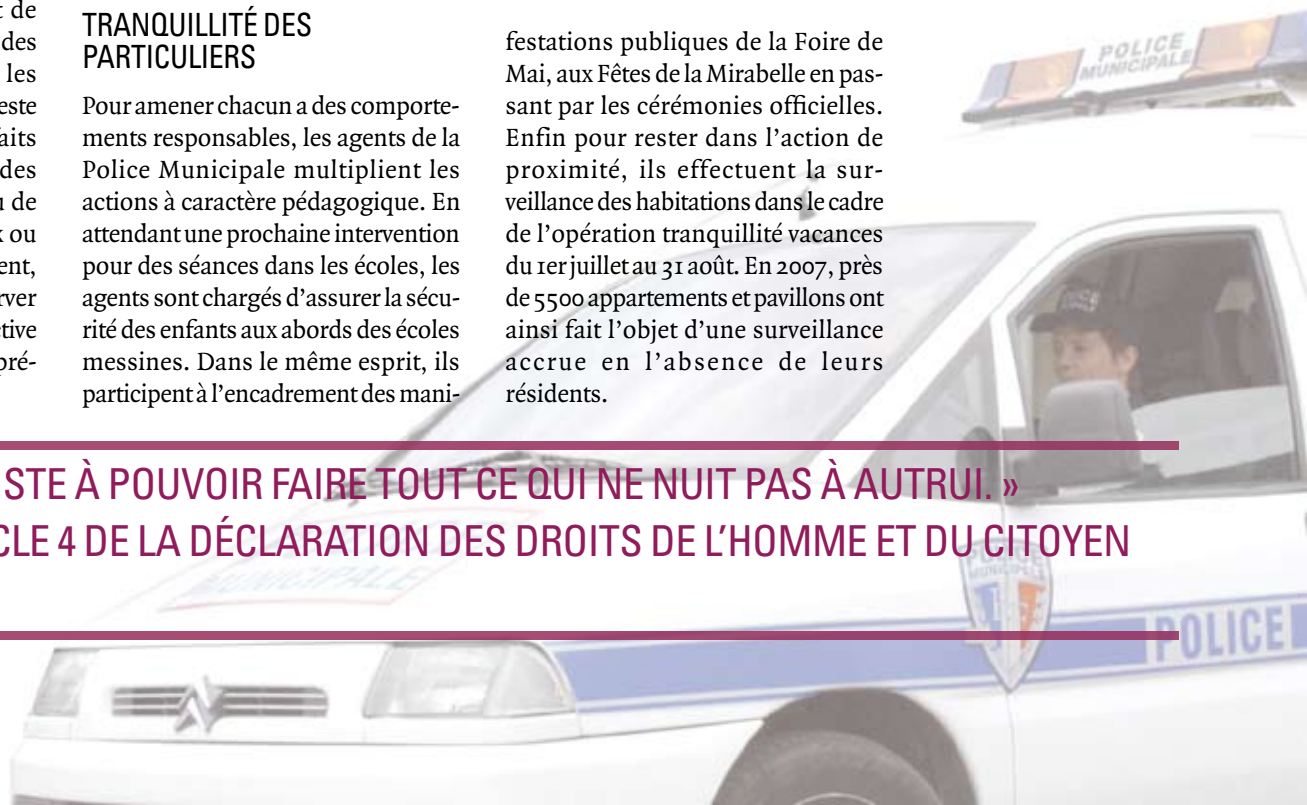 t de
des
les
este
faits
des
n de
x ou
ent,
rver
ctive
pré-
TRANQUILLITÉ DES
PARTICULIERS
Pour amener chacun a des comporte-
ments responsables, les agents de la
Police Municipale multiplient les
actions à caractère pédagogique. En
attendant une prochaine intervention
pour des séances dans les écoles, les
agents sont chargés d'assurer la sécu-
rité des enfants aux abords des écoles
messines. Dans le même esprit, ils
participent à l'encadrement des mani-
festations publiques de la Foire de
Mai, aux Fêtes de la Mirabelle en pas-
sant par les cérémonies officielles.
Enfin pour rester dans l'action de
proximité, ils effectuent la sur-
veillance des habitations dans le cadre
de l'opération tranquillité vacances
du 1er juillet au 31 août. En 2007, près
de 5500 appartements et pavillons ont
ainsi fait l'objet d'une surveillance
accrue en l'absence de leurs
résidents.
STE À POUVOIR FAIRE TOUT CE QUI NE NUIT PAS À AUTRUI. »
CLE 4 DE LA DÉCLARATION DES DROITS DE L'HOMME ET DU CITOYEN
POLICE
MUNICIPALE
MUNICIPALE
POLICE
MUNICIPALE
POLICE